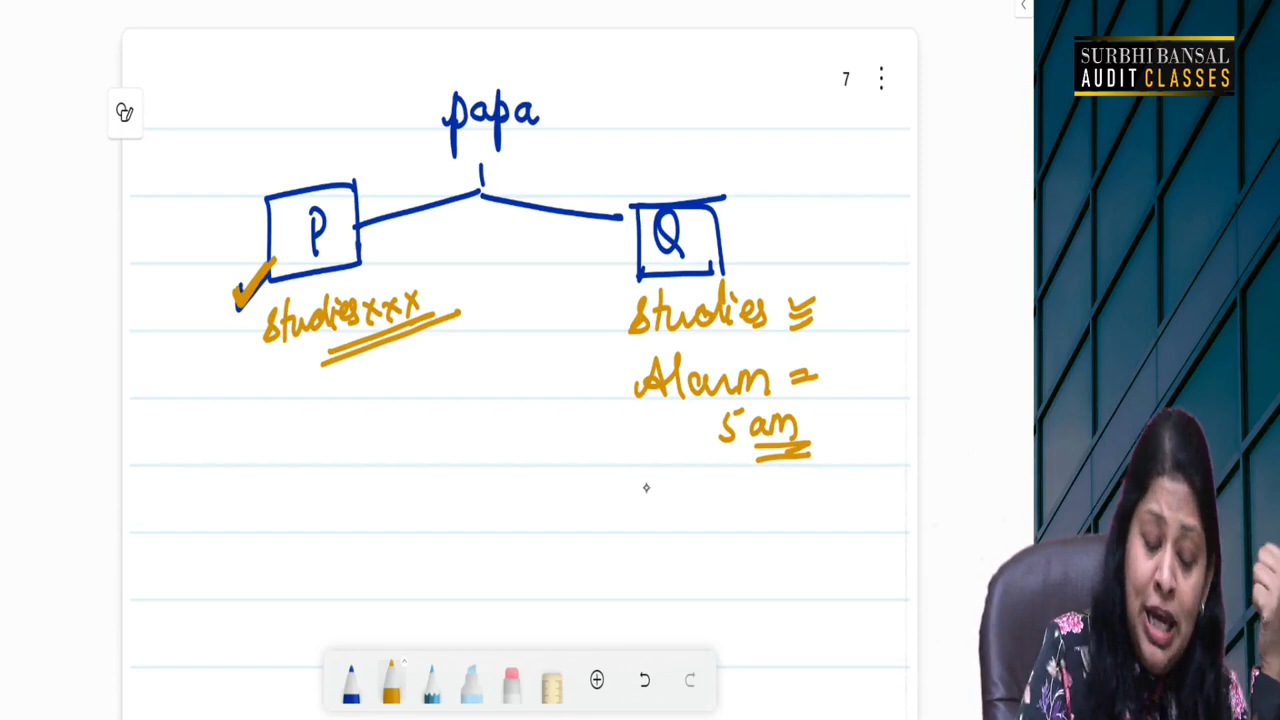 SURBHI BANSAL
AUDIT CLASSES
7
papa
P
Q
Studies xxx
Studies
Alarm =
5 am